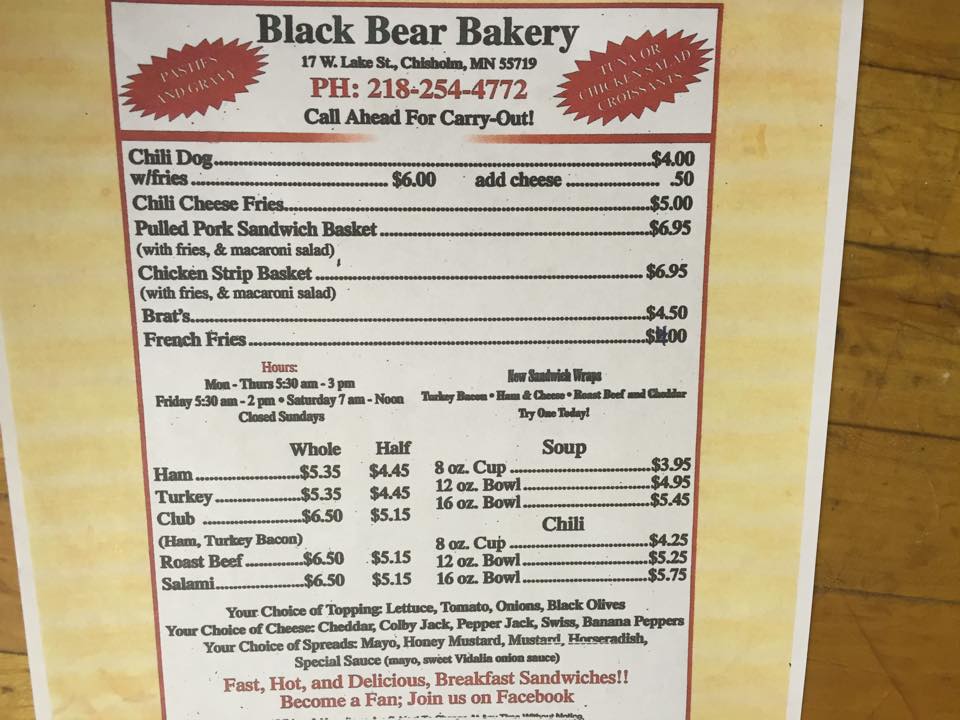 Black Bear Bakery
17 W. Lake St., Chisholm, MN 55719
PH: 218-254-4772
Call Ahead For Carry-Out!
PASTIES
AND GRAVY
TUNA OR
CHICKEN SALAD
CROISSANTS
Chili Dog $4.00
w/fries $6.00 add cheese .50
Chili Cheese Fries $5.00
Pulled Pork Sandwich Basket $6.95
(with fries, & macaroni salad)
Chicken Strip Basket $6.95
(with fries, & macaroni salad)
Brat's $4.50
French Fries
Hours:
Mon - Thurs 5:30 am - 3 pm
Friday 5:30 am - 2 pm • Saturday 7 am - Noon
Closed Sundays
New Sandwich Wraps
Turkey Bacon • Ham & Cheese • Roast Beef and Cheddar
Try One Today!
Whole Half
Ham $5.35 $4.45
Turkey $5.35 $4.45
Club $6.50 $5.15
(Ham, Turkey Bacon)
Roast Beef $6.50 $5.15
Salami $6.50 $5.15
Soup
8 oz. Cup $3.95
12 oz. Bowl $4.95
16 oz. Bowl $5.45
Chili
8 oz. Cup $4.25
12 oz. Bowl $5.25
16 oz. Bowl $5.75
Your Choice of Topping: Lettuce, Tomato, Onions, Black Olives
Your Choice of Cheese: Cheddar, Colby Jack, Pepper Jack, Swiss, Banana Peppers
Your Choice of Spreads: Mayo, Honey Mustard, Mustard, Horseradish,
Special Sauce (mayo, sweet Vidalia onion sauce)
Fast, Hot, and Delicious, Breakfast Sandwiches!!
Become a Fan; Join us on Facebook